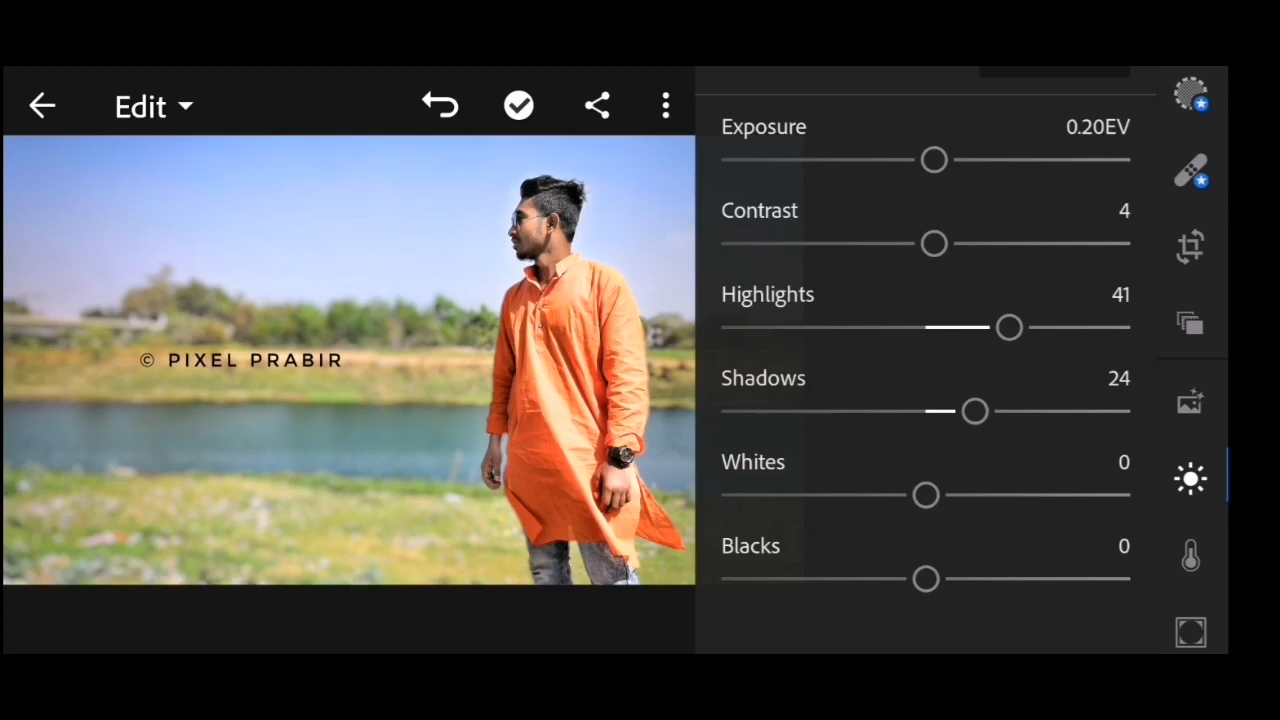 Edit
© PIXEL PRABIR
Exposure 0.20EV
Contrast 4
Highlights 41
Shadows 24
Whites 0
Blacks 0